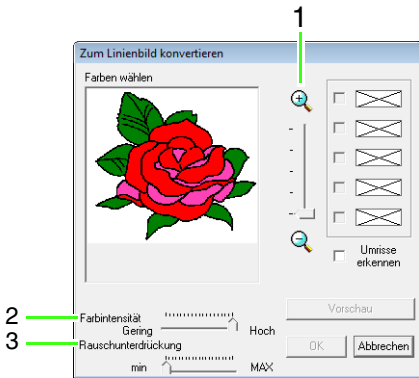 1
Zum Linienbild konvertieren
Farben wählen
Umrisse
erkennen
Vorschau
2
Farbintensität
Gering
Hoch
3
Rauschunterdrückung
OK
Abbrechen
min
MAX